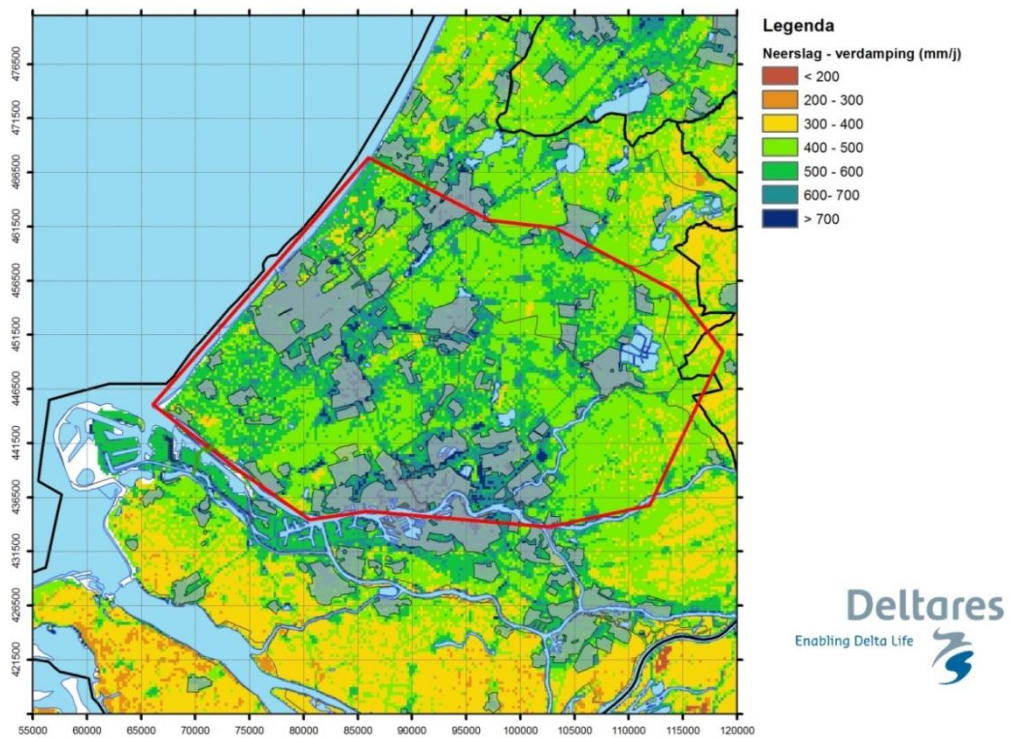 Legenda
Neerslag - verdamping (mm/j)
< 200
200 - 300
300 - 400
400 - 500
500 - 600
600- 700
> 700
476500
471500
466500
461500
456500
451500
446500
441500
436500
431500
426500
421500
55000 60000 65000 70000 75000 80000 85000 90000 95000 100000 105000 110000 115000 120000
Deltares
Enabling Delta Life